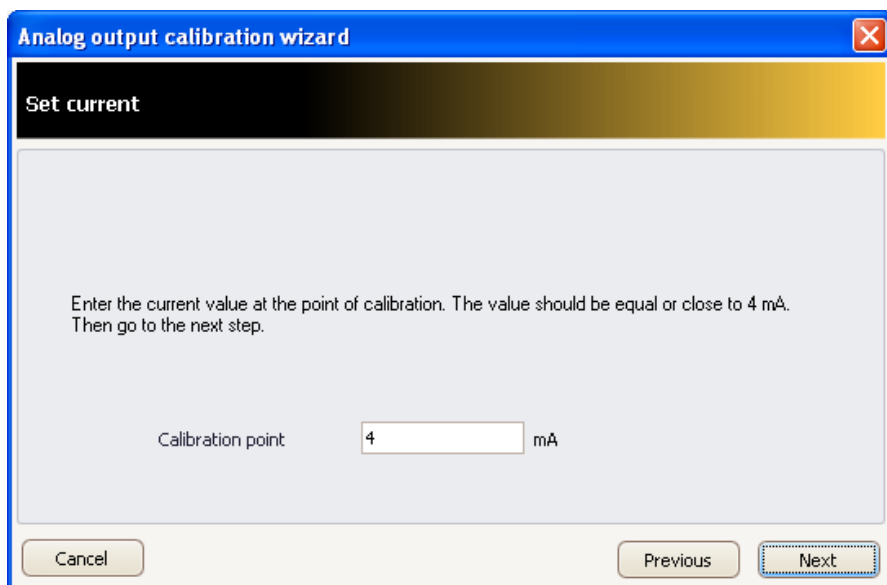 Analog output calibration wizard
Set current
Enter the current value at the point of calibration. The value should be equal or close to 4 mA.
Then go to the next step.
Calibration point 4 mA
Cancel Previous Next